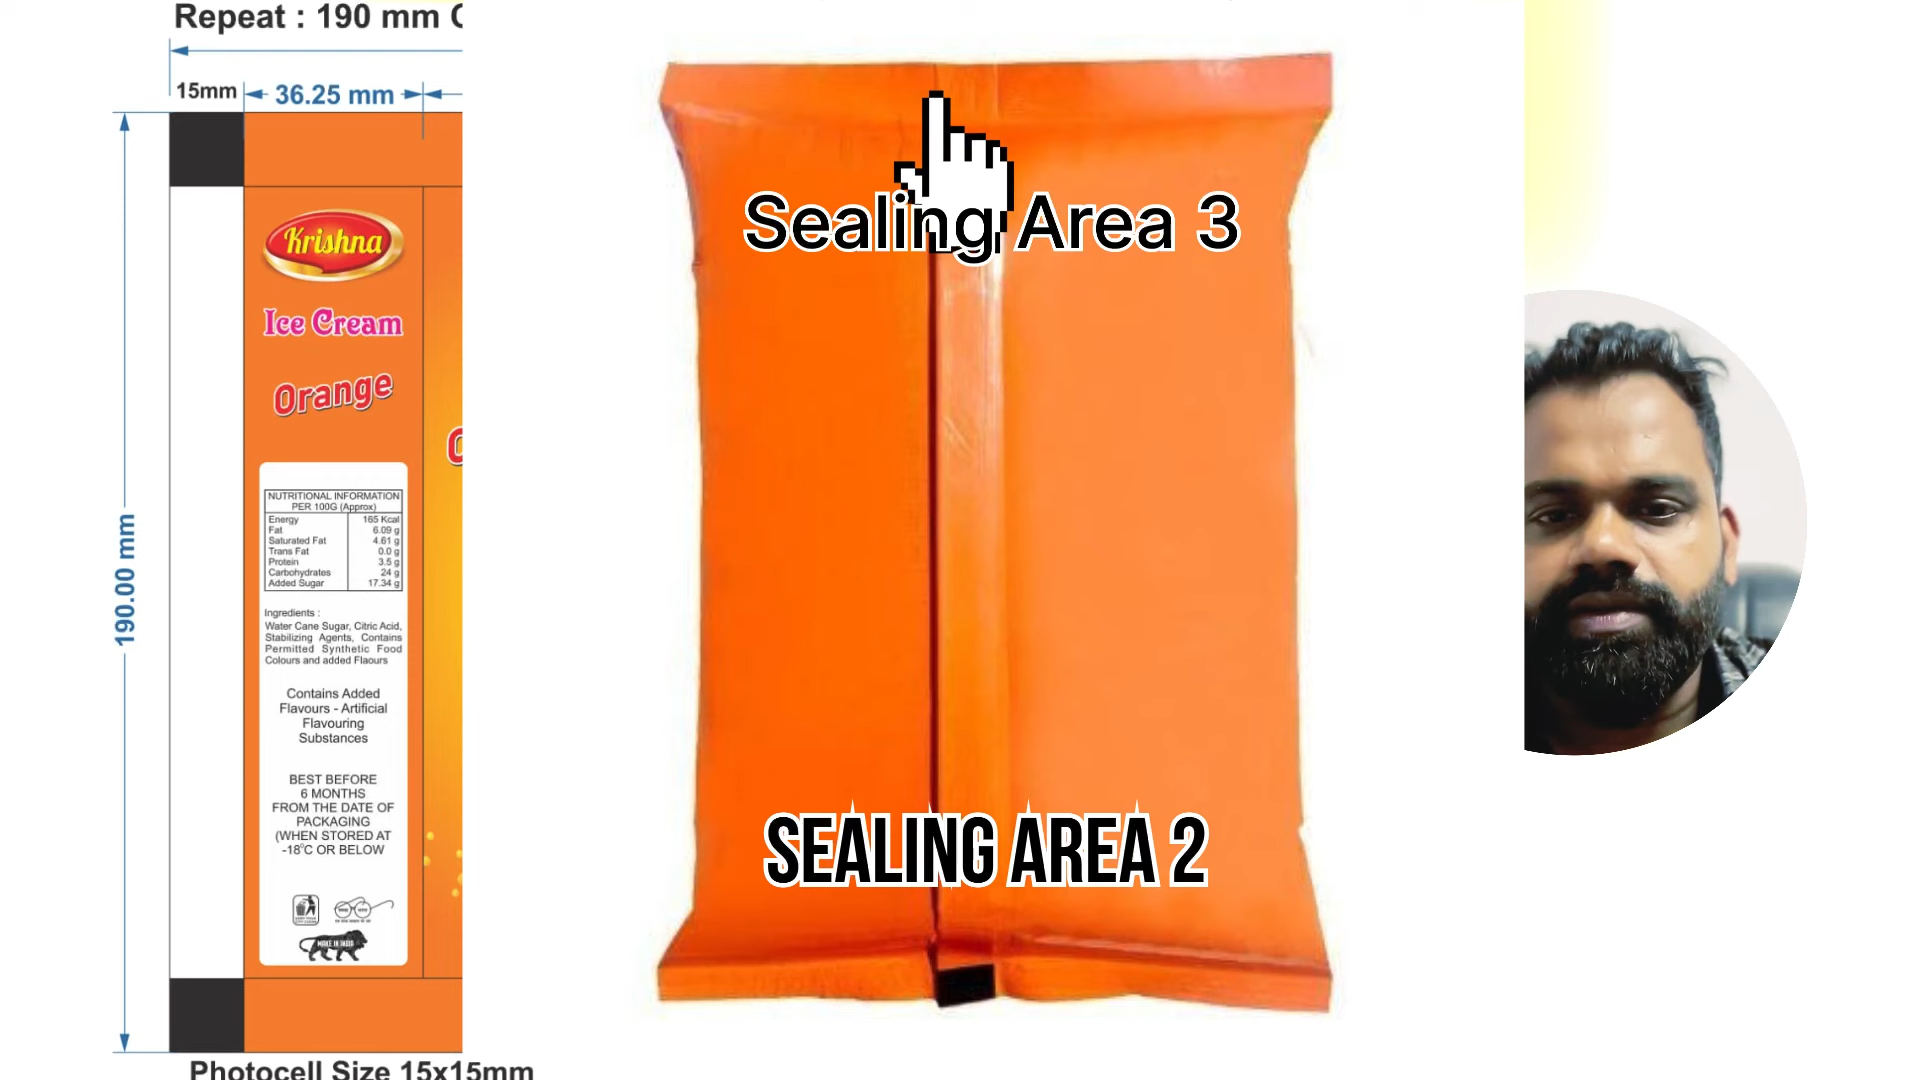 Repeat : 190 mm
15mm
36.25 mm
190.00 mm
Krishna
Ice Cream
Orange
NUTRITIONAL INFORMATION
PER 100G (Approx)
Energy 165 Kcal
Fat 6.09 g
Saturated Fat 4.61 g
Trans Fat 0.0 g
Protein 3.5 g
Carbohydrates 24 g
Added Sugar 17.34 g
Ingredients :
Water Cane Sugar, Citric Acid,
Stabilizing Agents, Contains
Permitted Synthetic Food
Colours and added Flaours
Contains Added
Flavours - Artificial
Flavouring
Substances
BEST BEFORE
6 MONTHS
FROM THE DATE OF
PACKAGING
(WHEN STORED AT
-18°C OR BELOW
MAKE IN INDIA
Photocell Size 15x15mm
Sealing Area 3
SEALING AREA 2